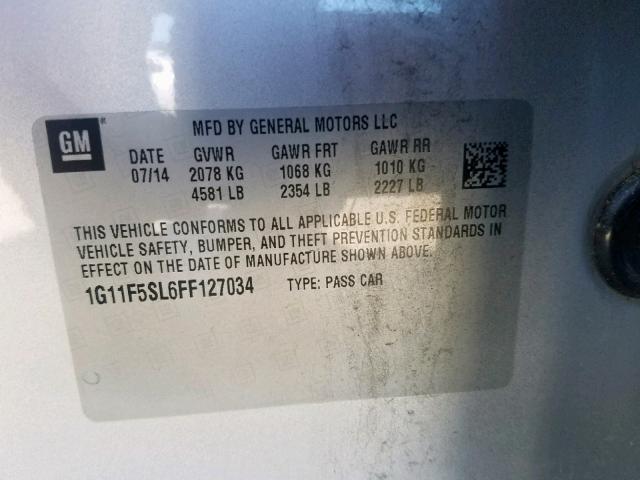 GM
MFD BY GENERAL MOTORS LLC
DATE GVWR GAWR FRT GAWR RR
07/14 2078 KG 1068 KG 1010 KG
4581 LB 2354 LB 2227 LB
THIS VEHICLE CONFORMS TO ALL APPLICABLE U.S. FEDERAL MOTOR
VEHICLE SAFETY, BUMPER, AND THEFT PREVENTION STANDARDS IN
EFFECT ON THE DATE OF MANUFACTURE SHOWN ABOVE.
1G11F5SL6FF127034 TYPE: PASS CAR